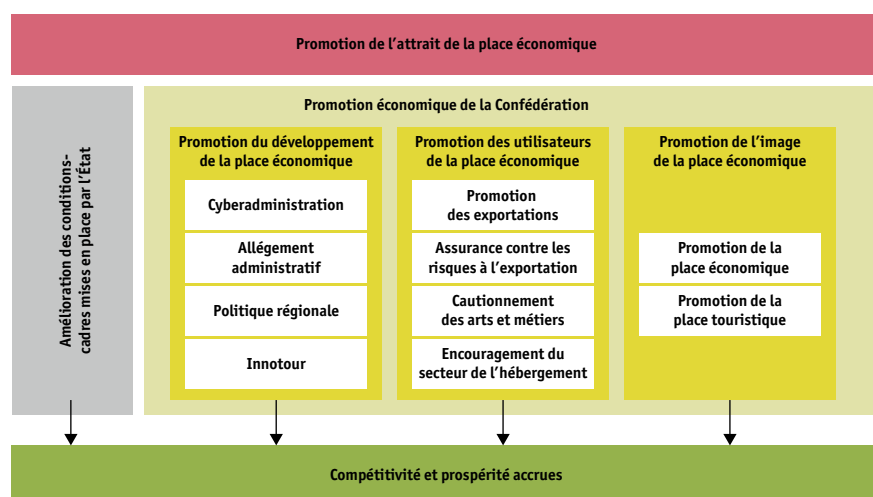 Promotion de l'attrait de la place économique
Amélioration des conditions-
cadres mises en place par l'État
Promotion économique de la Confédération
Promotion du développement
de la place économique
Cyberadministration
Allégement
administratif
Politique régionale
Innotour
Promotion des utilisateurs
de la place économique
Promotion
des exportations
Assurance contre les
risques à l'exportation
Cautionnement
des arts et métiers
Encouragement du
secteur de l'hébergement
Promotion de l'image
de la place économique
Promotion de la
place économique
Promotion de la
place touristique
Compétitivité et prospérité accrues